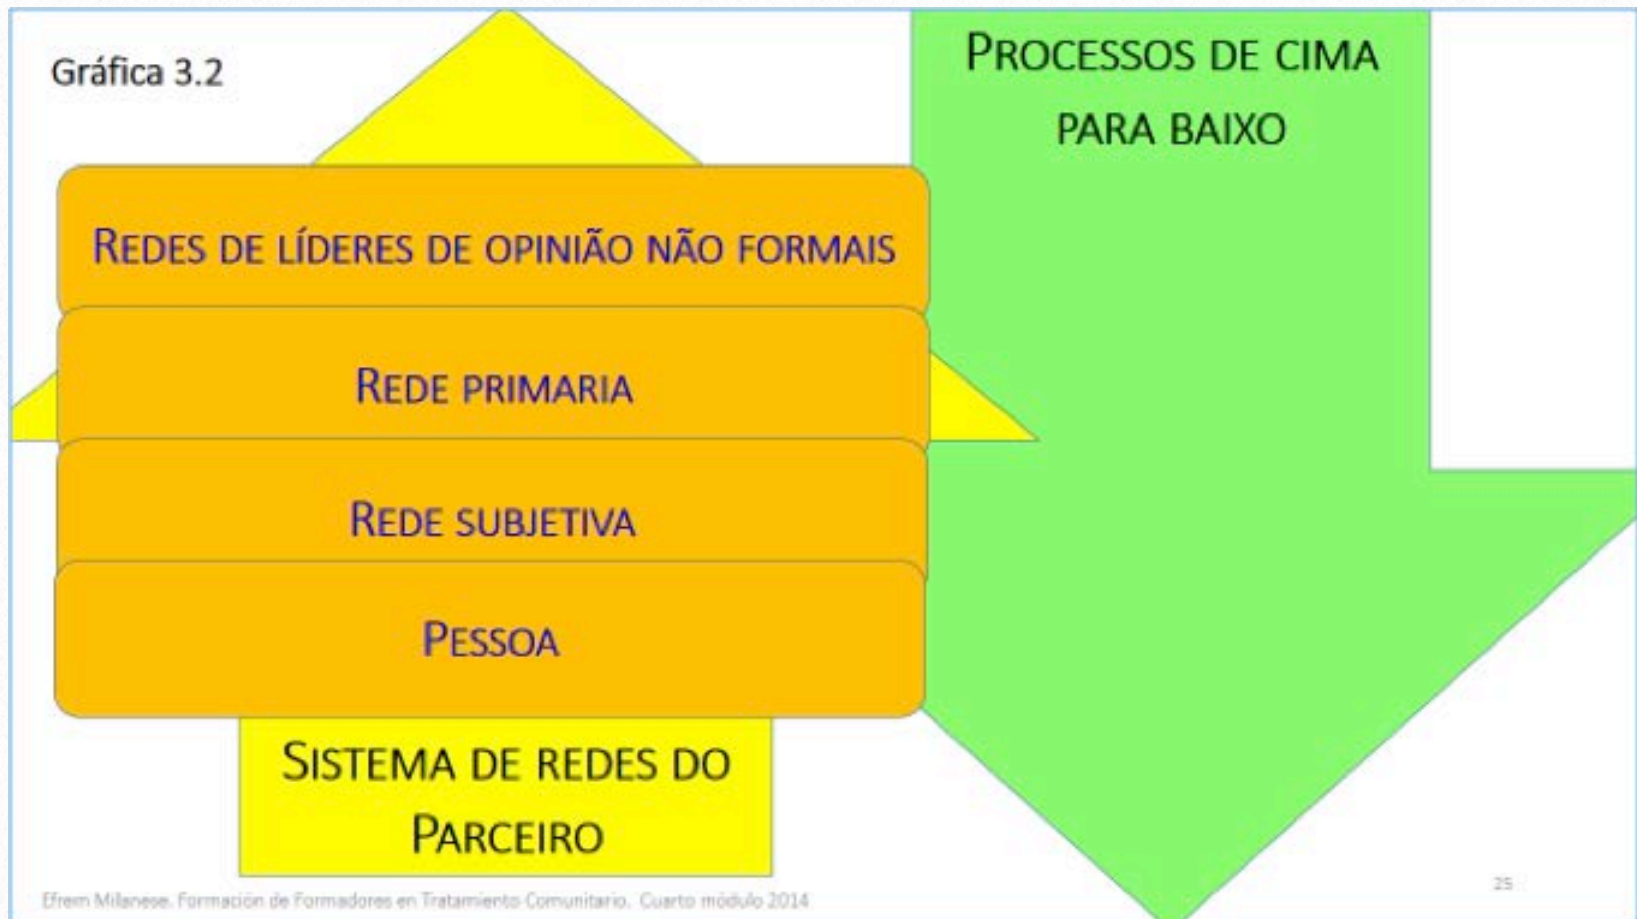 Gráfica 3.2
PROCESSOS DE CIMA
PARA BAIXO
REDES DE LÍDERES DE OPINIÃO NÃO FORMAIS
REDE PRIMARIA
REDE SUBJETIVA
PESSOA
SISTEMA DE REDES DO
PARCEIRO
Efrem Milanese. Formación de Formadores en Tratamiento Comunitario. Cuarto módulo 2014
25